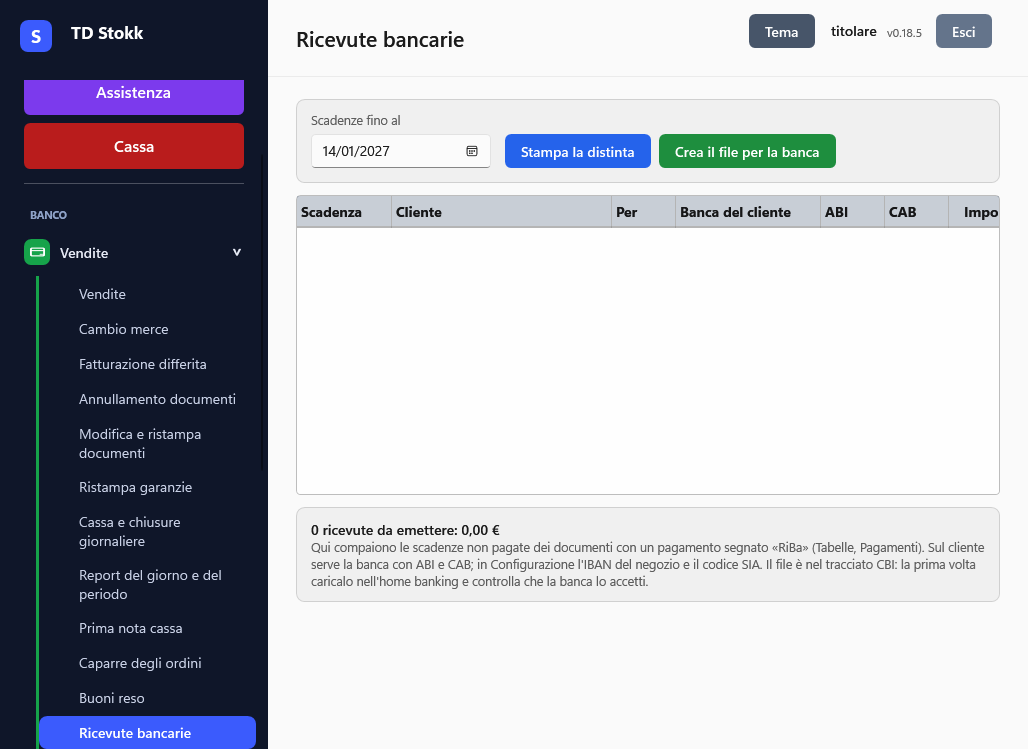 S
TD Stokk
Assistenza
Cassa
BANCO
Vendite
Vendite
Cambio merce
Fatturazione differita
Annullamento documenti
Modifica e ristampa
documenti
Ristampa garanzie
Cassa e chiusure
giornaliere
Report del giorno e del
periodo
Prima nota cassa
Caparre degli ordini
Buoni reso
Ricevute bancarie
Ricevute bancarie
Tema
titolare
v0.18.5
Esci
Scadenze fino al
14/01/2027
Stampa la distinta
Crea il file per la banca
Scadenza
Cliente
Per
Banca del cliente
ABI
CAB
Impo
0 ricevute da emettere: 0,00 €
Qui compaiono le scadenze non pagate dei documenti con un pagamento segnato «RiBa» (Tabelle, Pagamenti). Sul cliente
serve la banca con ABI e CAB; in Configurazione l'IBAN del negozio e il codice SIA. Il file è nel tracciato CBI: la prima volta
caricalo nell'home banking e controlla che la banca lo accetti.